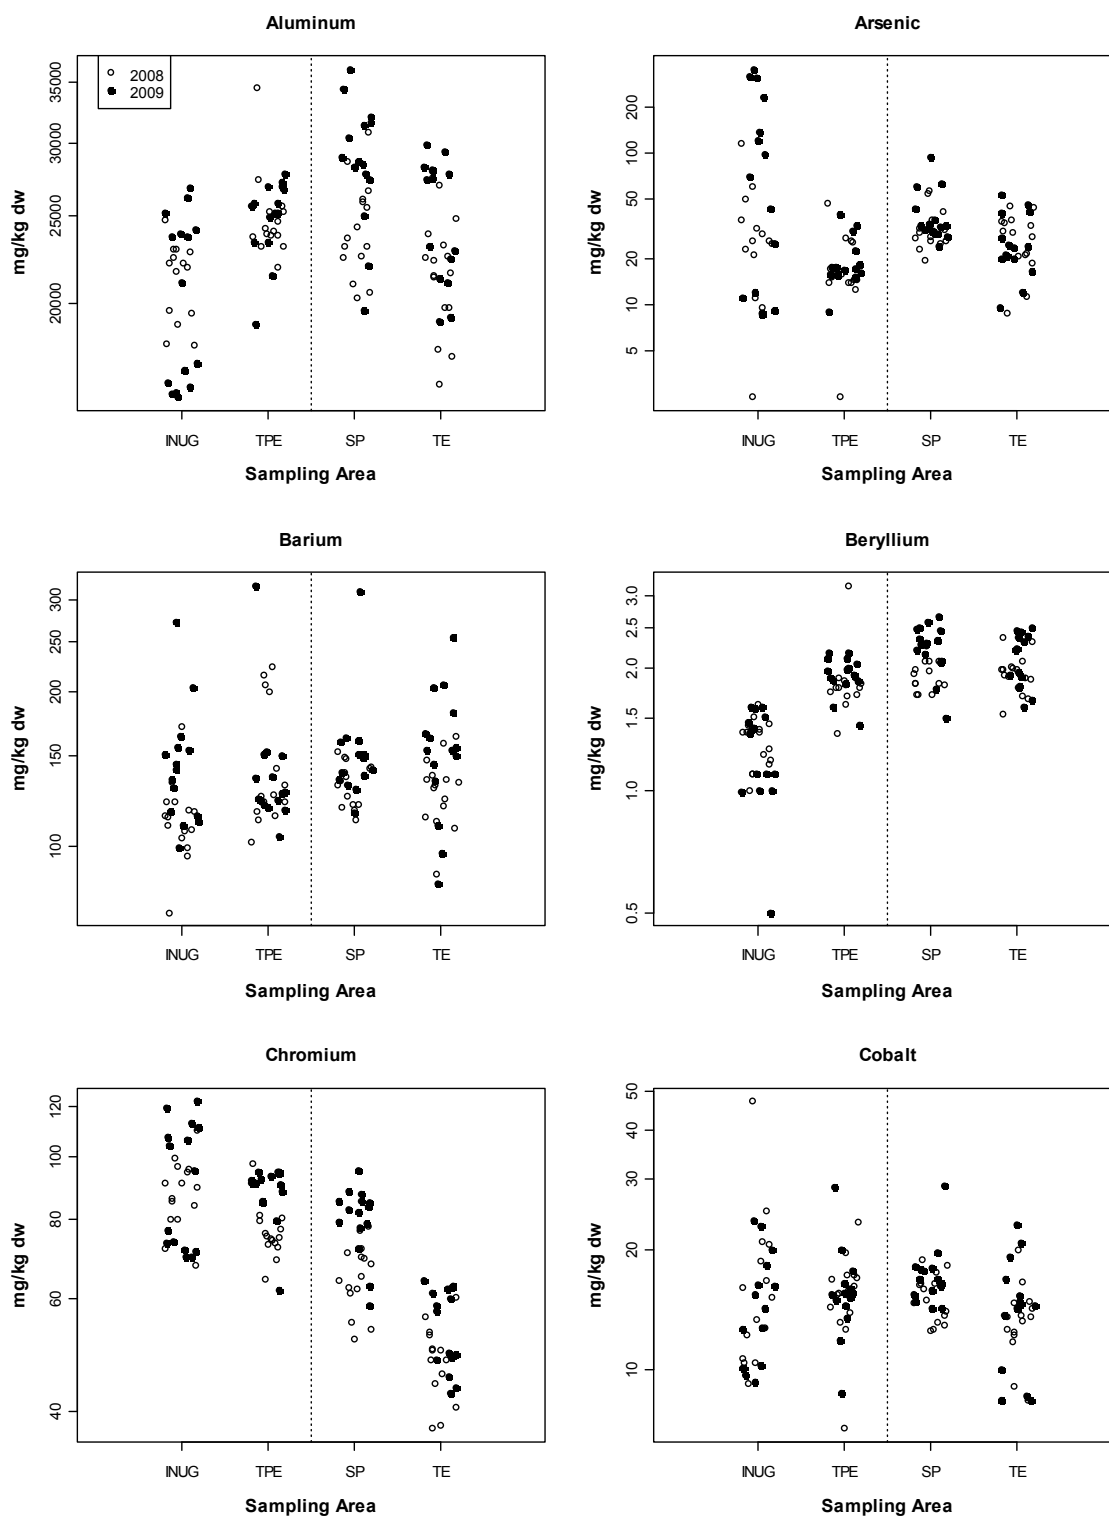 Aluminum
35000
30000
25000
20000
mg/kg dw
2008
2009
INUG TPE SP TE
Sampling Area
Arsenic
200
100
50
20
10
5
mg/kg dw
INUG TPE SP TE
Sampling Area
Barium
300
250
200
150
100
mg/kg dw
INUG TPE SP TE
Sampling Area
Beryllium
3.0
2.5
2.0
1.5
1.0
0.5
mg/kg dw
INUG TPE SP TE
Sampling Area
Chromium
120
100
80
60
40
mg/kg dw
INUG TPE SP TE
Sampling Area
Cobalt
50
40
30
20
10
mg/kg dw
INUG TPE SP TE
Sampling Area